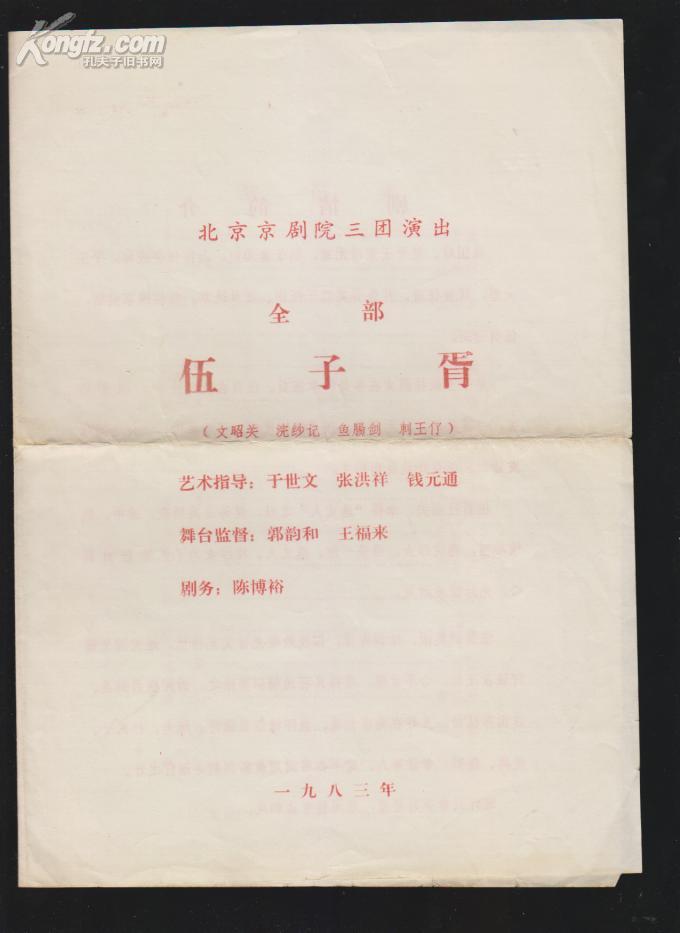 Kongfz.com
孔夫子旧书网
北京京剧院三团演出
全部
伍子胥
（文昭关 浣纱记 鱼肠剑 刺王僚）
艺术指导：于世文 张洪祥 钱元通
舞台监督：郭韵和 王福来
剧务：陈博裕
一九八三年